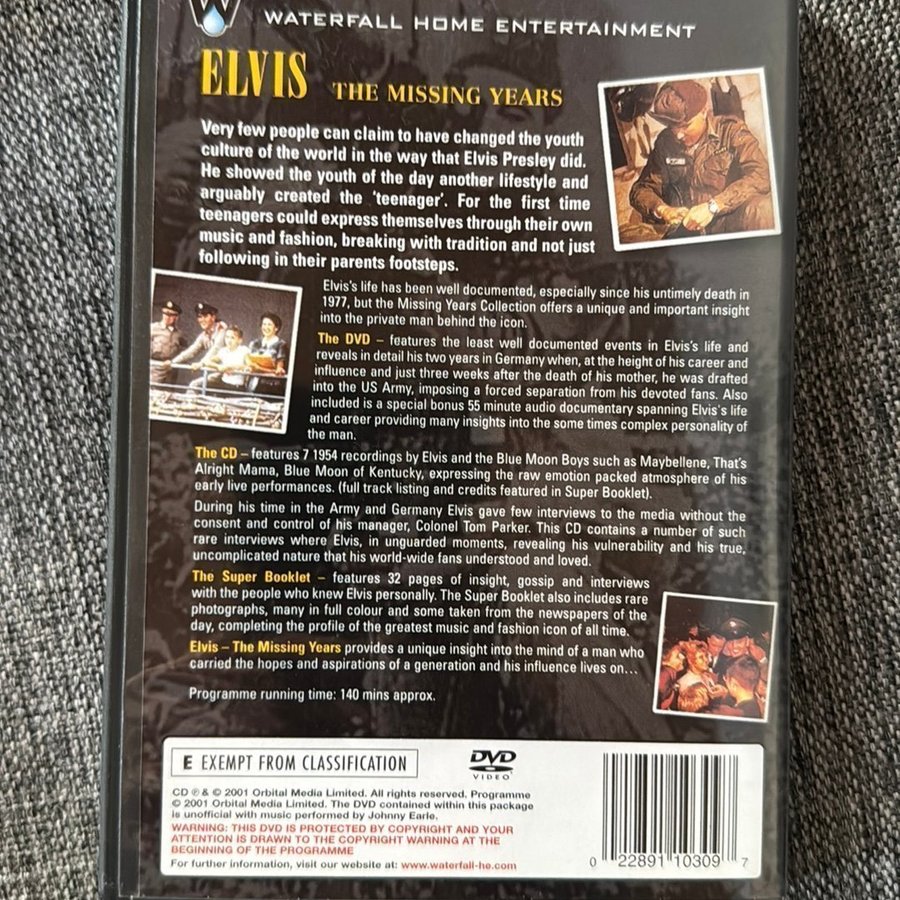 WATERFALL HOME ENTERTAINMENT
ELVIS THE MISSING YEARS
Very few people can claim to have changed the youth
culture of the world in the way that Elvis Presley did.
He showed the youth of the day another lifestyle and
arguably created the 'teenager'. For the first time
teenagers could express themselves through their own
music and fashion, breaking with tradition and not just
following in their parents footsteps.
Elvis's life has been well documented, especially since his untimely death in
1977, but the Missing Years Collection offers a unique and important insight
into the private man behind the icon.
The DVD – features the least well documented events in Elvis's life and
reveals in detail his two years in Germany when, at the height of his career and
influence and just three weeks after the death of his mother, he was drafted
into the US Army, imposing a forced separation from his devoted fans. Also
included is a special bonus 55 minute audio documentary spanning Elvis's life
and career providing many insights into the some times complex personality of
the man.
The CD – features 7 1954 recordings by Elvis and the Blue Moon Boys such as Maybellene, That's
Alright Mama, Blue Moon of Kentucky, expressing the raw emotion packed atmosphere of his
early live performances. (full track listing and credits featured in Super Booklet).
During his time in the Army and Germany Elvis gave few interviews to the media without the
consent and control of his manager, Colonel Tom Parker. This CD contains a number of such
rare interviews where Elvis, in unguarded moments, revealing his vulnerability and his true,
uncomplicated nature that his world-wide fans understood and loved.
The Super Booklet – features 32 pages of insight, gossip and interviews
with the people who knew Elvis personally. The Super Booklet also includes rare
photographs, many in full colour and some taken from the newspapers of the
day, completing the profile of the greatest music and fashion icon of all time.
Elvis – The Missing Years provides a unique insight into the mind of a man who
carried the hopes and aspirations of a generation and his influence lives on...
Programme running time: 140 mins approx.
E EXEMPT FROM CLASSIFICATION
DVD
VIDEO
CD ℗ & © 2001 Orbital Media Limited. All rights reserved. Programme
© 2001 Orbital Media Limited. The DVD contained within this package
is unofficial with music performed by Johnny Earle.
WARNING: THIS DVD IS PROTECTED BY COPYRIGHT AND YOUR
ATTENTION IS DRAWN TO THE COPYRIGHT WARNING AT THE
BEGINNING OF THE PROGRAMME
For further information, visit our website at: www.waterfall-he.com
0 22891 10309 7